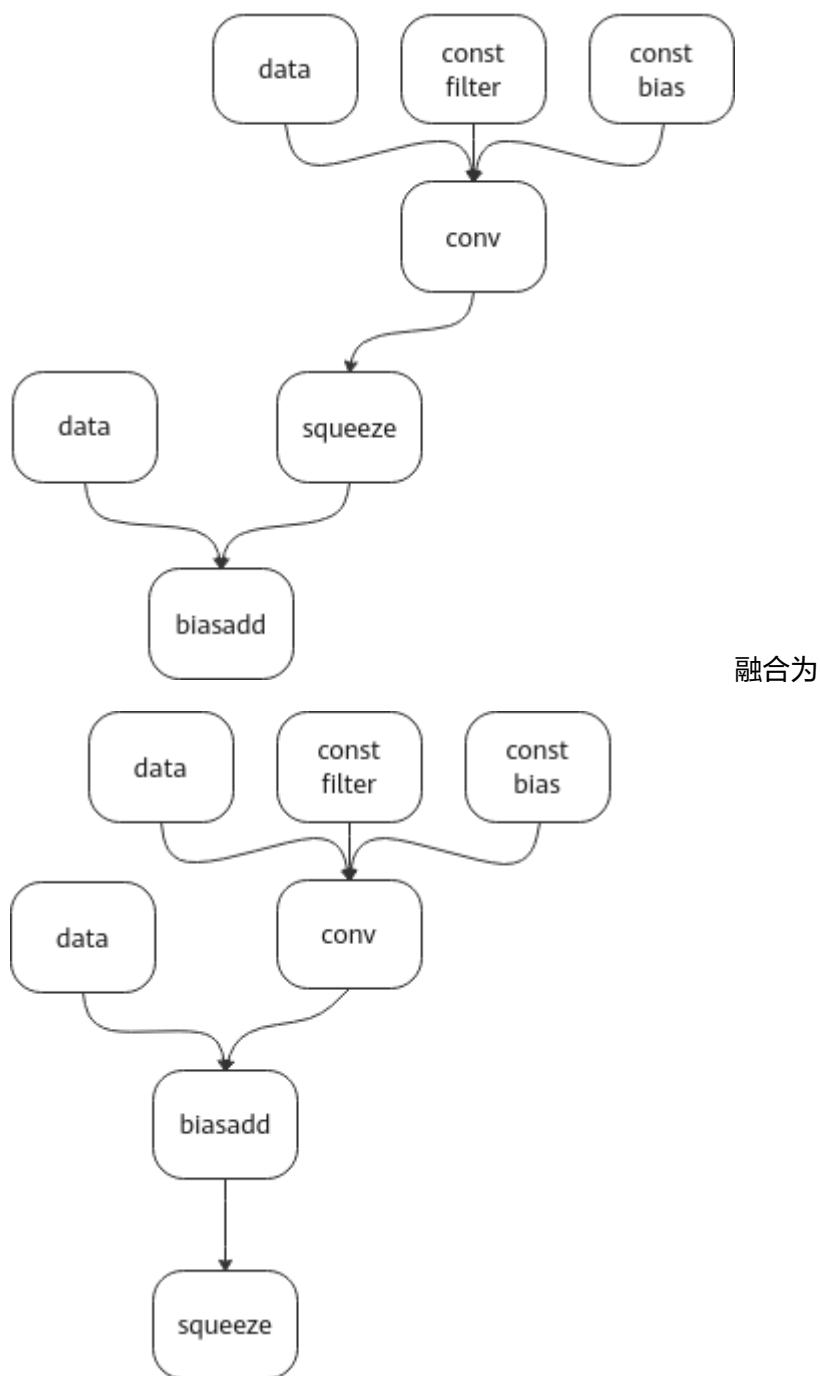 data
const
filter
const
bias
conv
data
squeeze
biasadd
融合为
data
const
filter
const
bias
data
conv
biasadd
squeeze